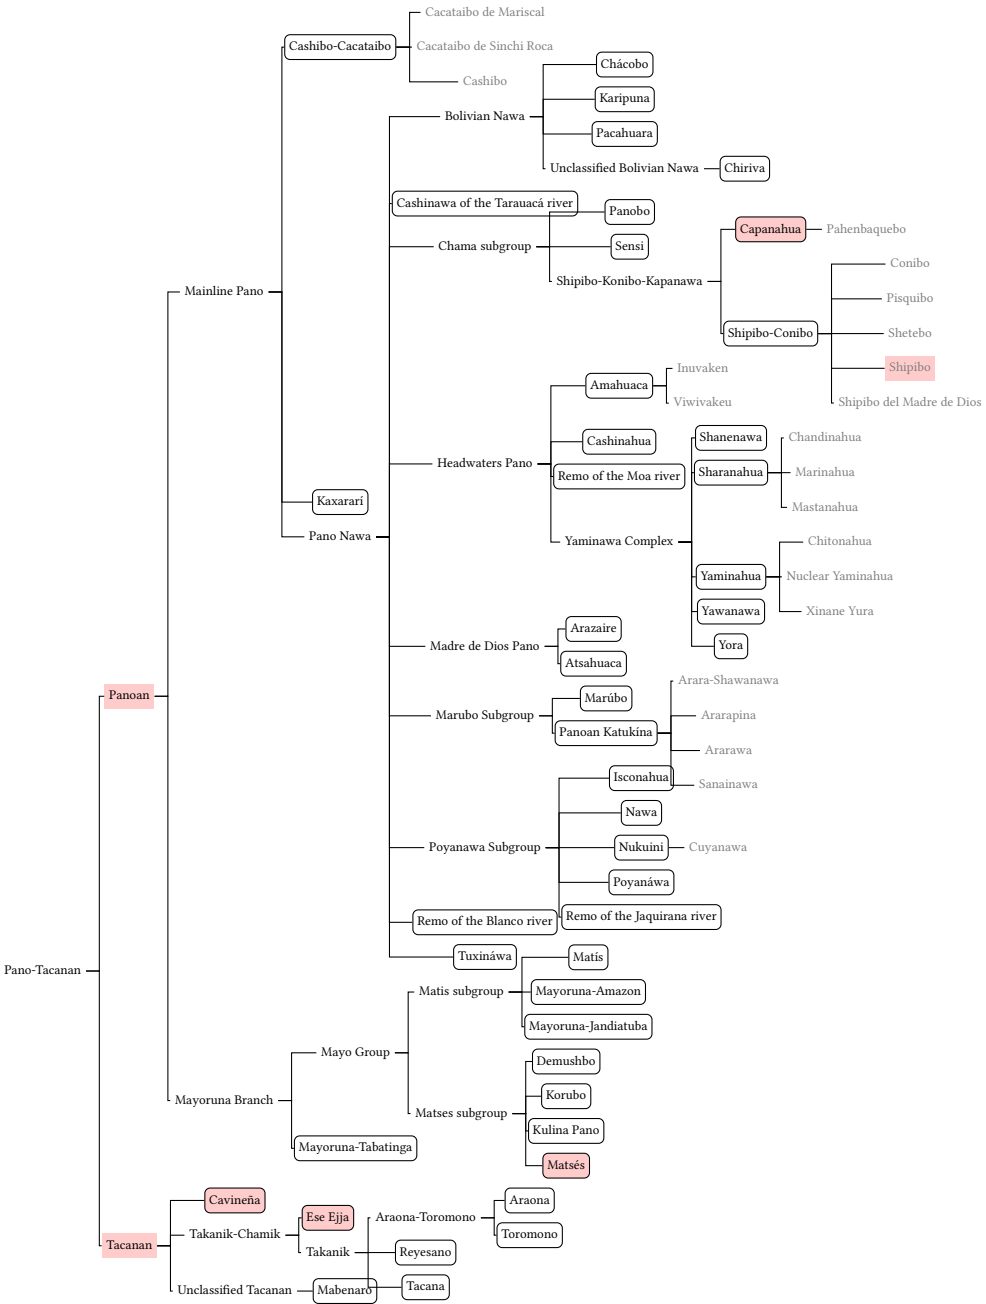 Cacataibo de Mariscal
Cashibo-Cacataibo
Cacataibo de Sinchi Roca
Chácobo
Cashibo
Karipuna
Bolivian Nawa
Pacahuara
Unclassified Bolivian Nawa
Chiriva
Cashinawa of the Tarauacá river
Panobo
Capanahua
Pahenbaquebo
Chama subgroup
Sensi
Conibo
Shipibo-Konibo-Kapanawa
Mainline Pano
Pisquibo
Shipibo-Conibo
Shetebo
Inuvaken
Shipibo
Amahuaca
Viwivakeu
Shipibo del Madre de Dios
Cashinahua
Shanenawa
Chandinahua
Headwaters Pano
Remo of the Moa river
Sharanahua
Marinahua
Kaxararí
Mastanahua
Pano Nawa
Yaminawa Complex
Chitonahua
Yaminahua
Nuclear Yaminahua
Yawanawa
Xinane Yura
Arazaire
Madre de Dios Pano
Yora
Atsahuaca
Arara-Shawanawa
Panoan
Marúbo
Marubo Subgroup
Ararapina
Panoan Katukína
Ararawa
Isconahua
Sanainawa
Nawa
Poyanawa Subgroup
Nukuini
Cuyanawa
Poyanáwa
Remo of the Blanco river
Remo of the Jaquirana river
Tuxináwa
Matís
Pano-Tacanan
Matis subgroup
Mayoruna-Amazon
Mayoruna-Jandiatuba
Mayo Group
Demushbo
Korubo
Mayoruna Branch
Matses subgroup
Kulina Pano
Mayoruna-Tabatinga
Matsés
Cavineña
Araona
Ese Ejja
Araona-Toromono
Takanik-Chamik
Toromono
Tacanan
Takanik
Reyesano
Unclassified Tacanan
Mabenaro
Tacana